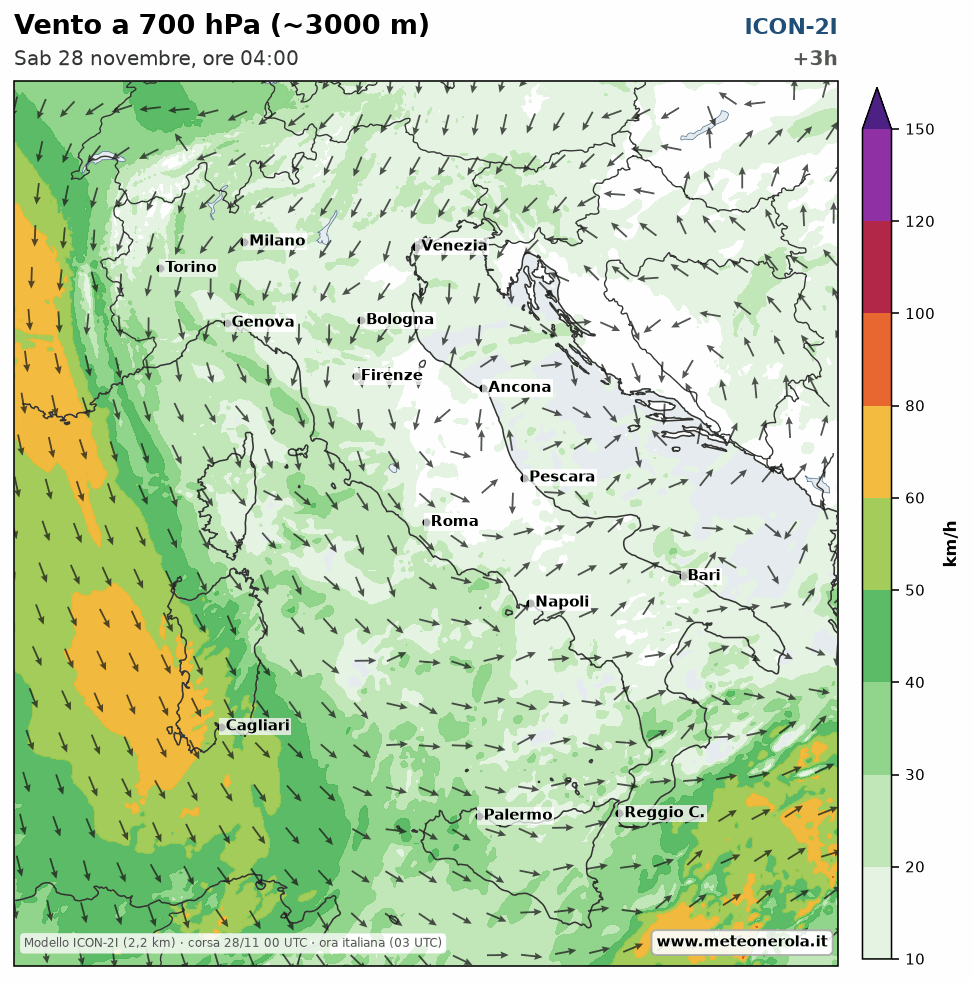 Vento a 700 hPa (~3000 m)
ICON-2I
Sab 28 novembre, ore 04:00
+3h
Milano
Venezia
Torino
Genova
Bologna
Firenze
Ancona
Pescara
Roma
Bari
Napoli
Cagliari
Palermo
Reggio C.
150
120
100
80
60
50
40
30
20
10
km/h
Modello ICON-2I (2,2 km) · corsa 28/11 00 UTC · ora italiana (03 UTC)
www.meteonerola.it